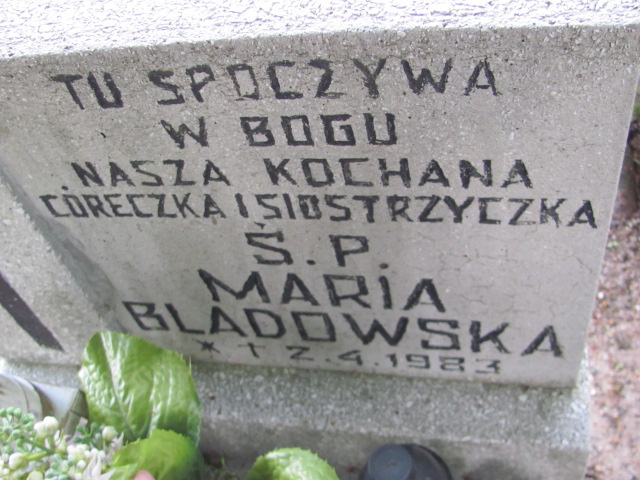 TU SPOCZYWA
W BOGU
NASZA KOCHANA
CÓRECZKA I SIOSTRZYCZKA
Ś.P.
MARIA
BLADOWSKA
* † 2.4.1983